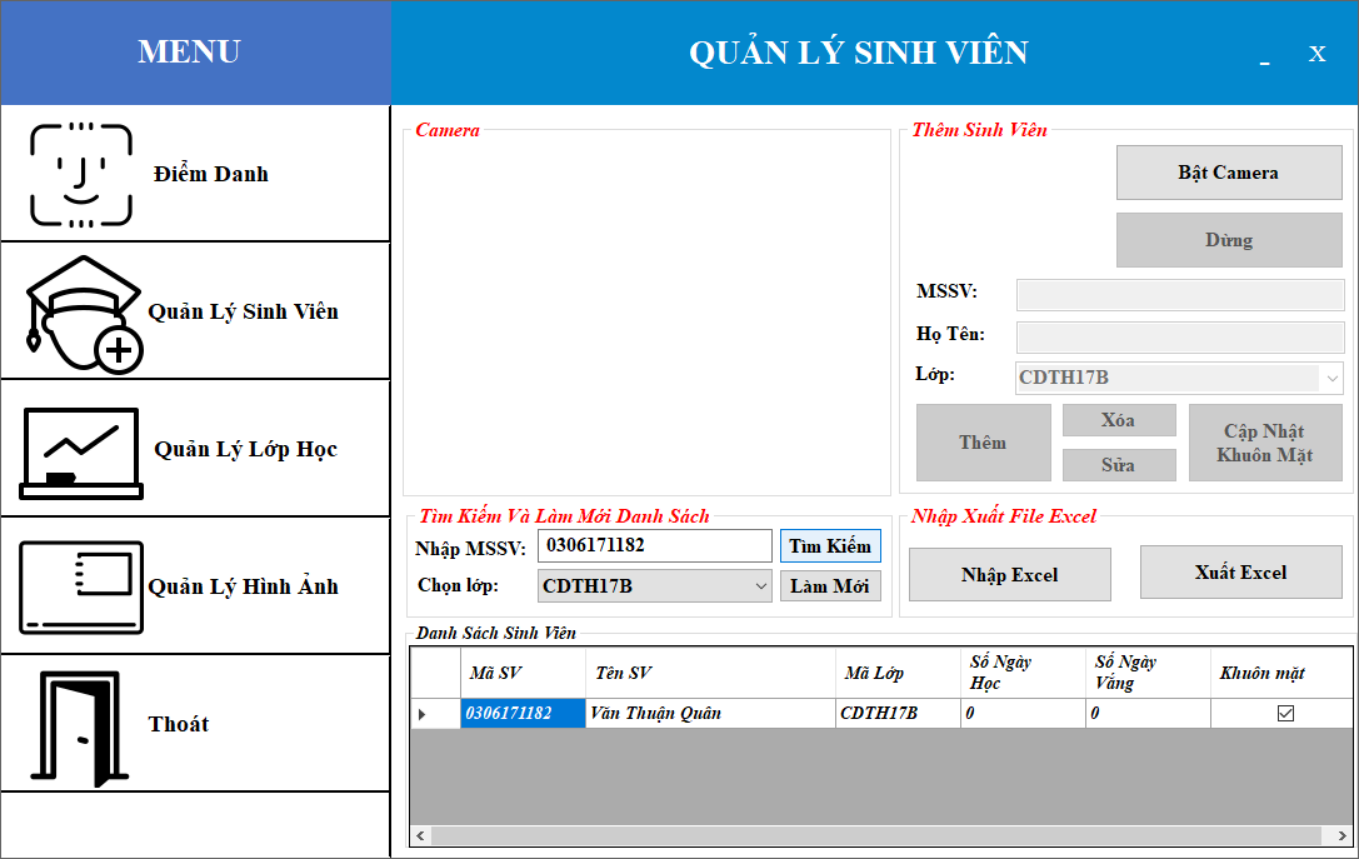 MENU
QUẢN LÝ SINH VIÊN
_ X
Điểm Danh
Quản Lý Sinh Viên
Quản Lý Lớp Học
Quản Lý Hình Ảnh
Thoát
Camera
Thêm Sinh Viên
Bật Camera
Dừng
MSSV:
Họ Tên:
Lớp: CDTH17B
Thêm
Xóa
Sửa
Cập Nhật
Khuôn Mặt
Tìm Kiếm Và Làm Mới Danh Sách
Nhập MSSV: 0306171182 Tìm Kiếm
Chọn lớp: CDTH17B Làm Mới
Nhập Xuất File Excel
Nhập Excel Xuất Excel
Danh Sách Sinh Viên
Mã SV Tên SV Mã Lớp Số Ngày Học Số Ngày Vắng Khuôn mặt
0306171182 Văn Thuận Quân CDTH17B 0 0